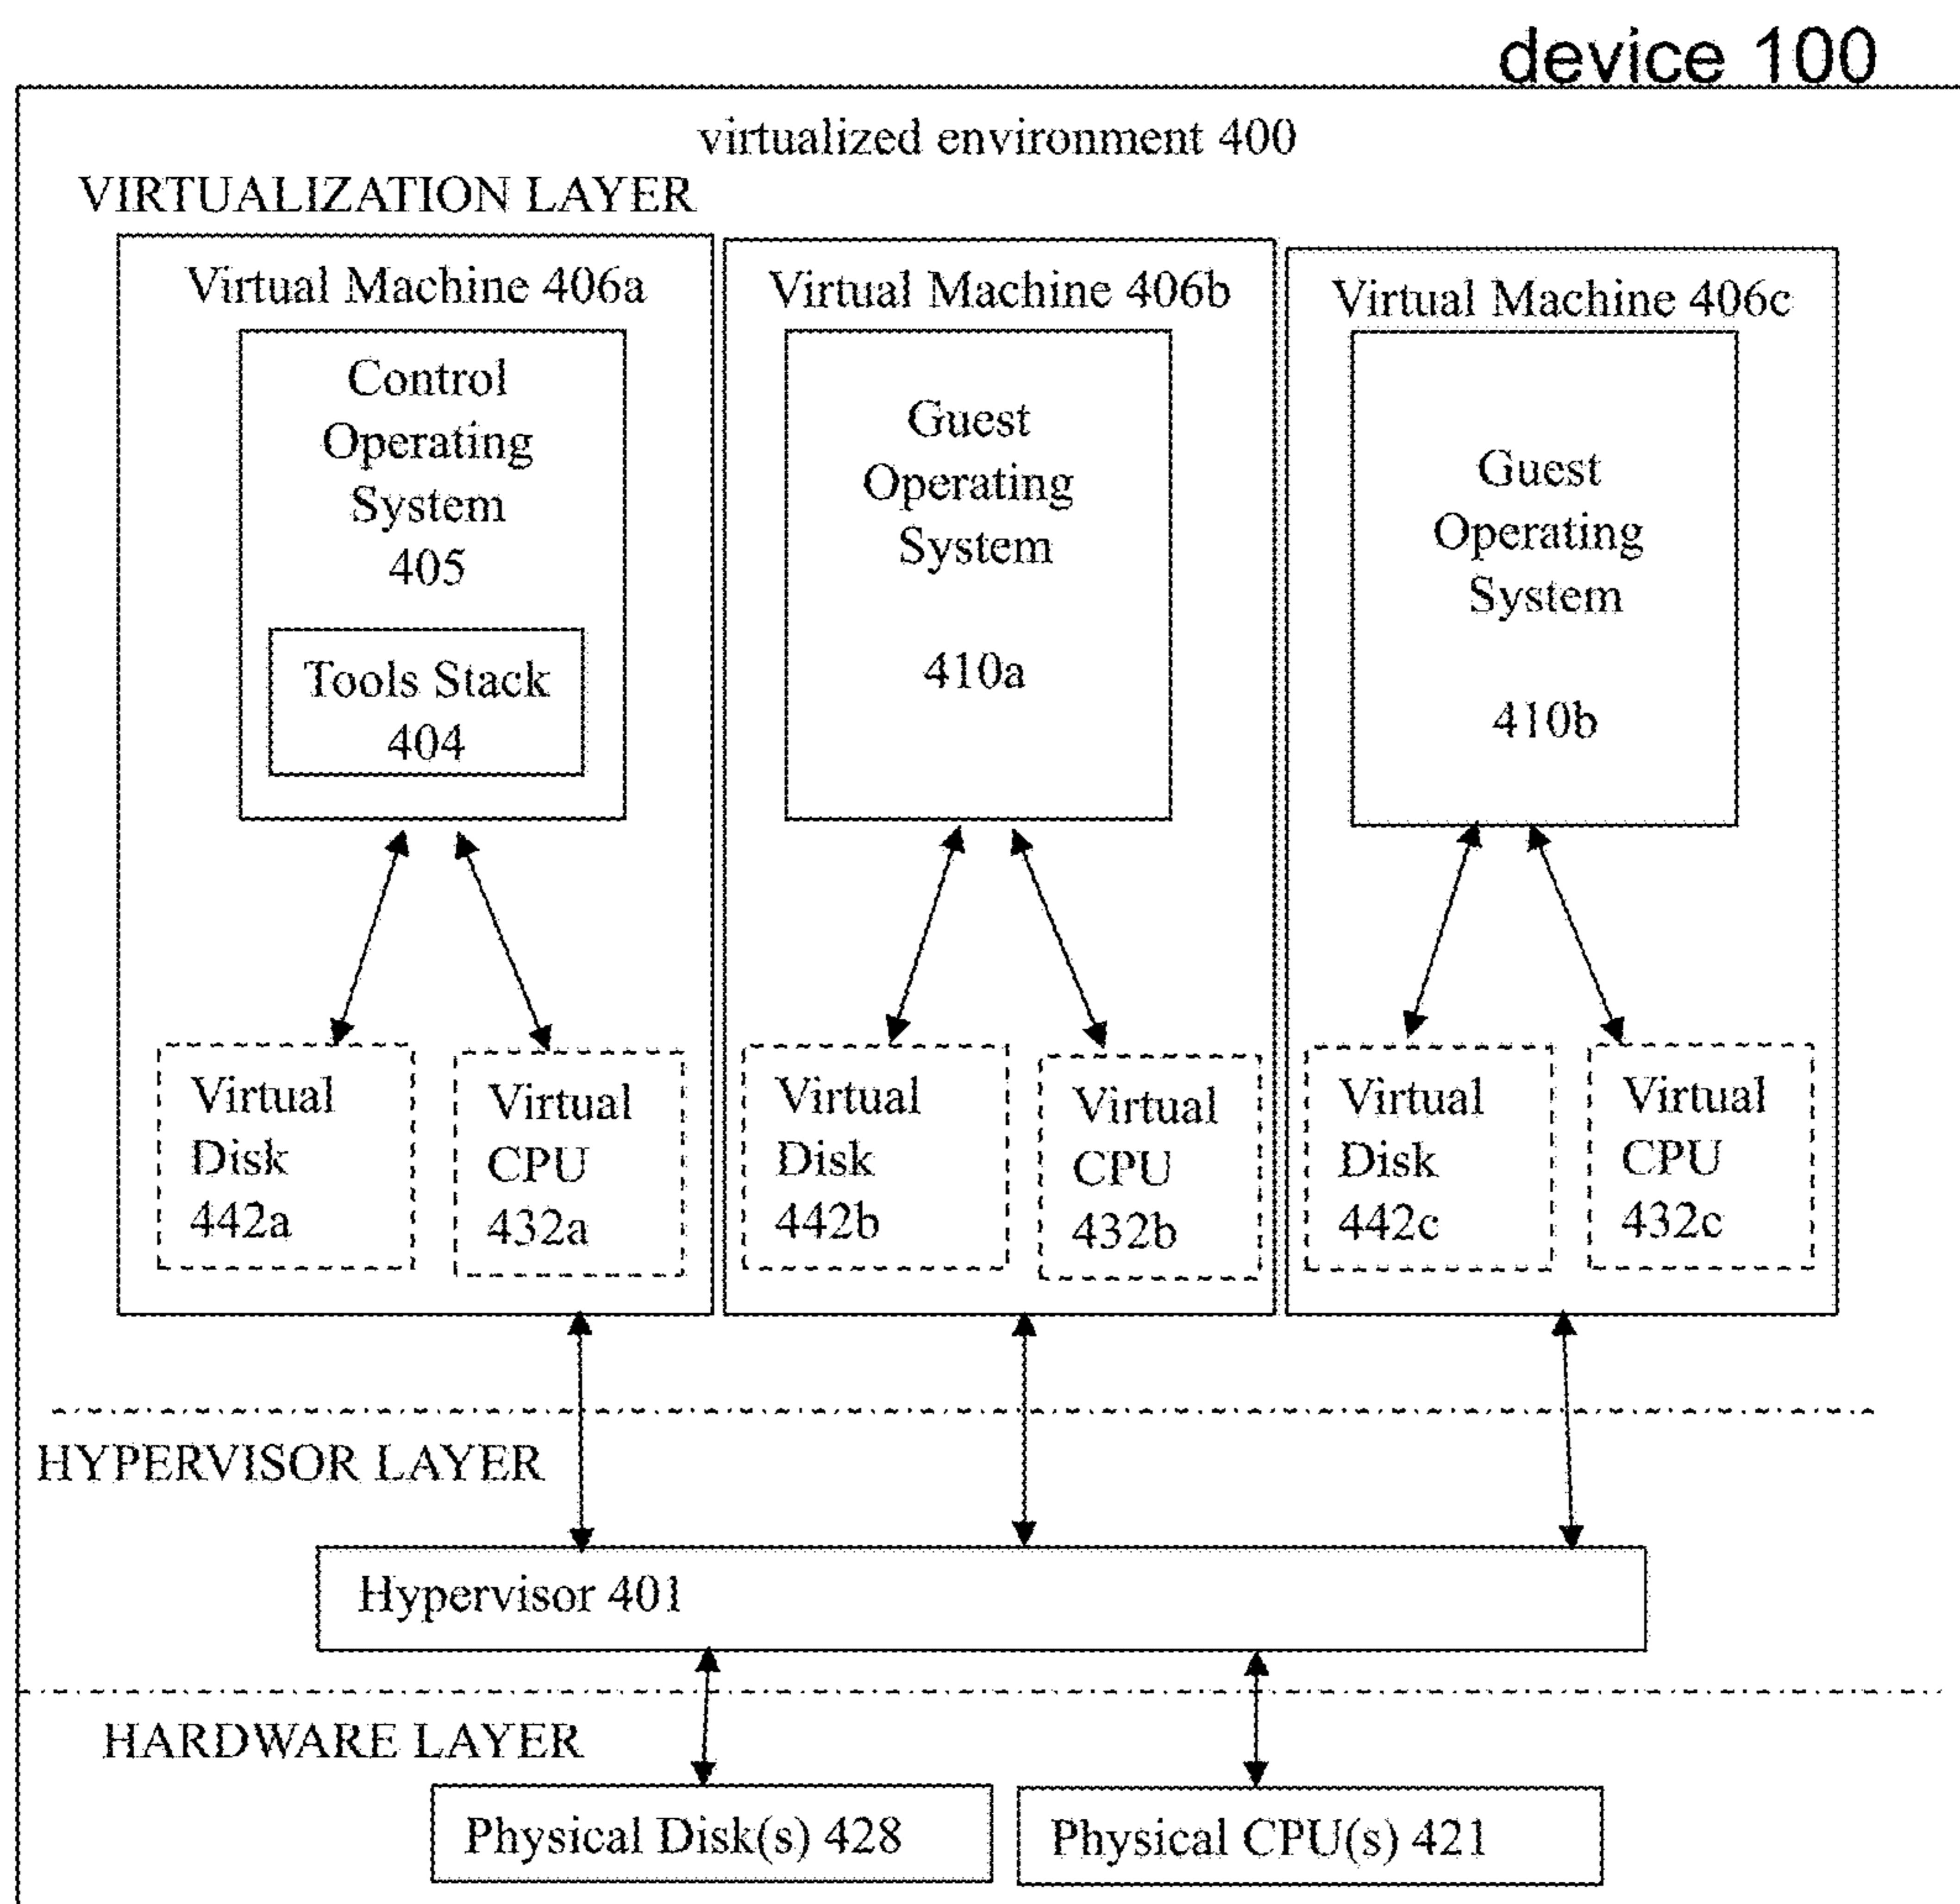 device 100
virtualized environment 400
VIRTUALIZATION LAYER
Virtual Machine 406a
Control
Operating
System
405
Tools Stack
404
Virtual
Disk
442a
Virtual
CPU
432a
Virtual Machine 406b
Guest
Operating
System
410a
Virtual
Disk
442b
Virtual
CPU
432b
Virtual Machine 406c
Guest
Operating
System
410b
Virtual
Disk
442c
Virtual
CPU
432c
HYPERVISOR LAYER
Hypervisor 401
HARDWARE LAYER
Physical Disk(s) 428
Physical CPU(s) 421